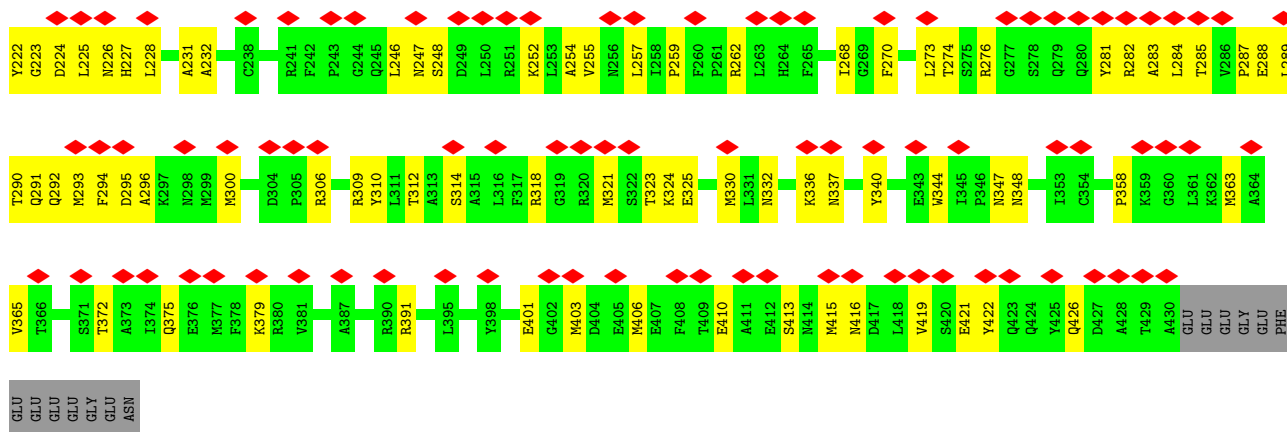 Y222 G223 D224 L225 N226 H227 L228 A231 A232 C238 R241 F242 P243 G244 Q245 L246 N247 S248 D249 L250 R251 K252 L253 A254 V255 N256 L257 I258 P259 F260 P261 R262 L263 H264 F265 I268 G269 F270 L273 T274 S275 R276 G277 S278 Q279 Q280 Y281 R282 A283 L284 T285 V286 P287 E288 L289
T290 Q291 Q292 M293 F294 D295 A296 K297 N298 M299 M300 D304 P305 R306 R309 Y310 L311 T312 A313 S314 A315 L316 F317 R318 G319 R320 M321 S322 T323 K324 E325 M330 L331 N332 K336 N337 Y340 E343 W344 I345 P346 N347 N348 I353 C354 P358 K359 G360 L361 K362 M363 A364
V365 T366 S371 T372 A373 I374 Q375 E376 M377 F378 K379 R380 V381 A387 R390 R391 L395 Y398 E401 G402 M403 D404 E405 M406 E407 F408 T409 E410 A411 E412 S413 N414 M415 N416 D417 L418 V419 S420 E421 Y422 Q423 Q424 Y425 Q426 D427 A428 T429 A430 GLU GLU GLU GLY GLU PHE
GLU GLU GLU GLU GLY GLU ASN